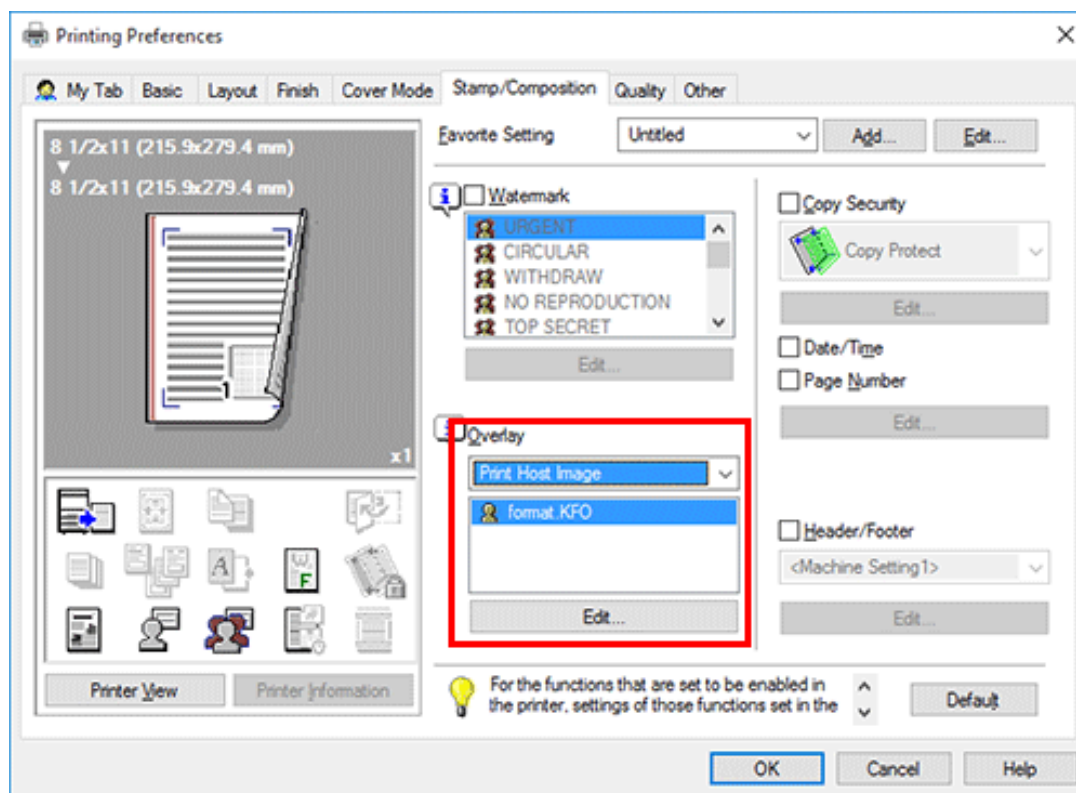 Printing Preferences
My Tab Basic Layout Finish Cover Mode Stamp/Composition Quality Other
8 1/2x11 (215.9x279.4 mm)
8 1/2x11 (215.9x279.4 mm)
1
x1
Printer View Printer Information
Favorite Setting Untitled Add... Edit...
Watermark
URGENT
CIRCULAR
WITHDRAW
NO REPRODUCTION
TOP SECRET
Edit...
Overlay
Print Host Image
format.KFO
Edit...
Copy Security
Copy Protect
Edit...
Date/Time
Page Number
Edit...
Header/Footer
<Machine Setting1>
Edit...
For the functions that are set to be enabled in
the printer, settings of those functions set in the
Default
OK Cancel Help